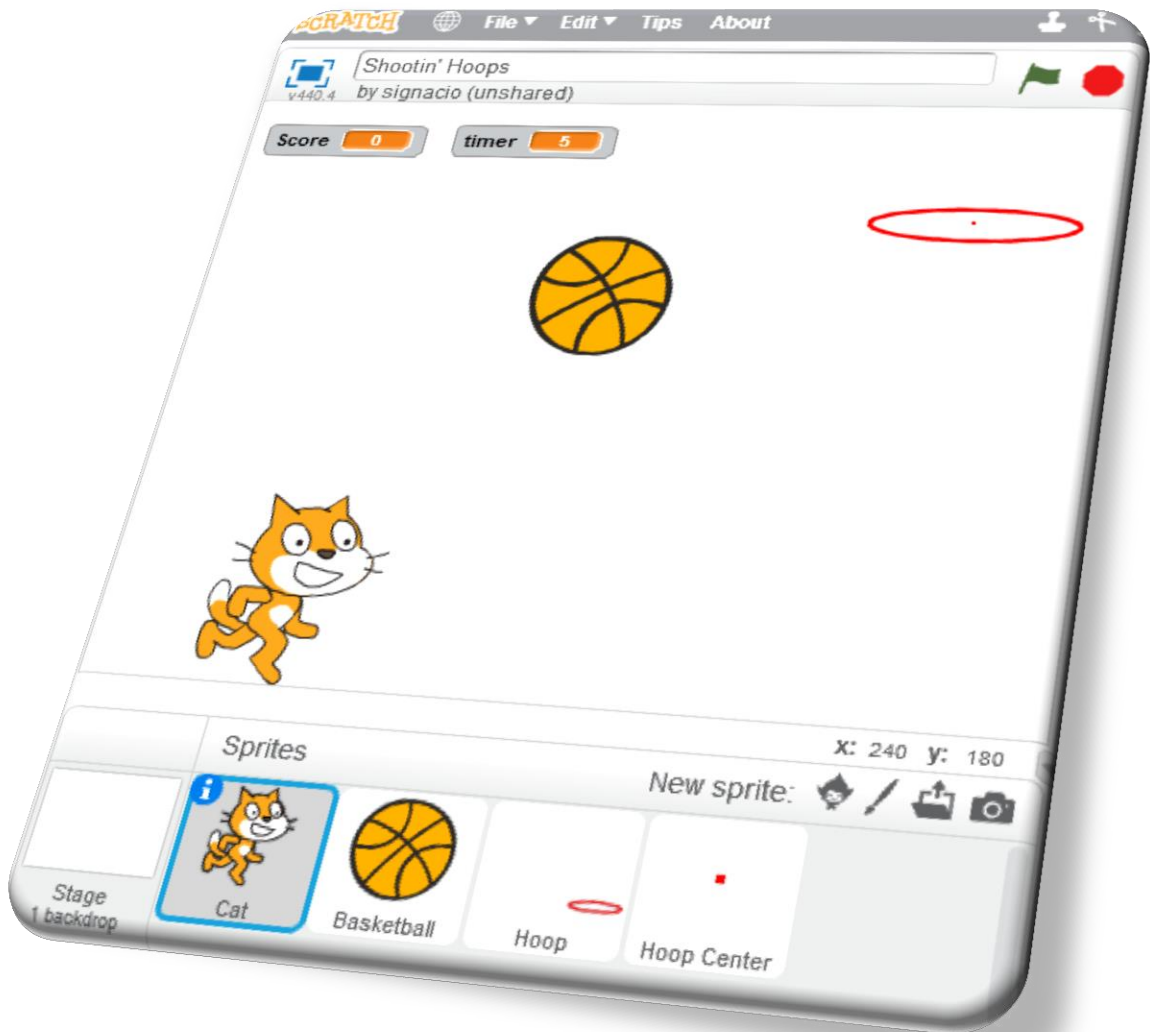 SCRATCH File Edit Tips About
Shootin' Hoops
v440.4 by signacio (unshared)
Score 0 timer 5
x: 240 y: 180
Sprites New sprite:
Stage
1 backdrop
Cat Basketball Hoop Hoop Center